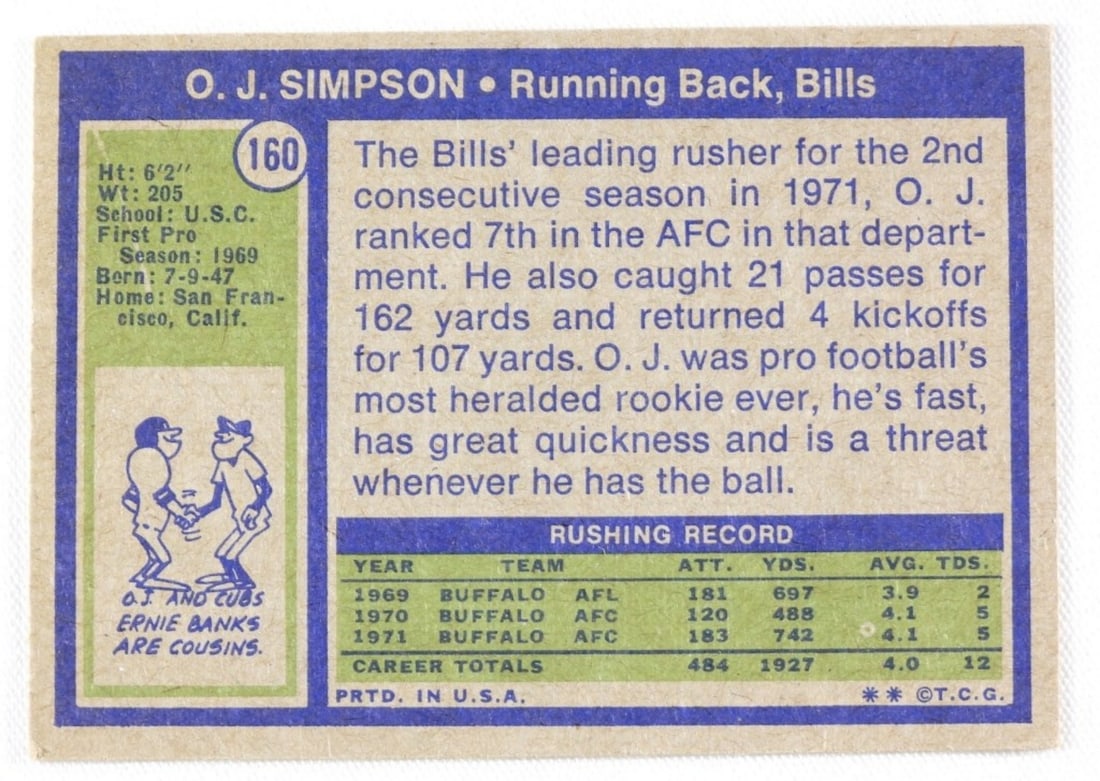 O. J. SIMPSON • Running Back, Bills
160
Ht: 6'2''
Wt: 205
School: U.S.C.
First Pro
Season: 1969
Born: 7-9-47
Home: San Fran-
cisco, Calif.
O.J. AND CUBS
ERNIE BANKS
ARE COUSINS.
The Bills' leading rusher for the 2nd
consecutive season in 1971, O. J.
ranked 7th in the AFC in that depart-
ment. He also caught 21 passes for
162 yards and returned 4 kickoffs
for 107 yards. O. J. was pro football's
most heralded rookie ever, he's fast,
has great quickness and is a threat
whenever he has the ball.
RUSHING RECORD
YEAR TEAM ATT. YDS. AVG. TDS.
1969 BUFFALO AFL 181 697 3.9 2
1970 BUFFALO AFC 120 488 4.1 5
1971 BUFFALO AFC 183 742 4.1 5
CAREER TOTALS 484 1927 4.0 12
PRTD. IN U.S.A. ** ©T.C.G.